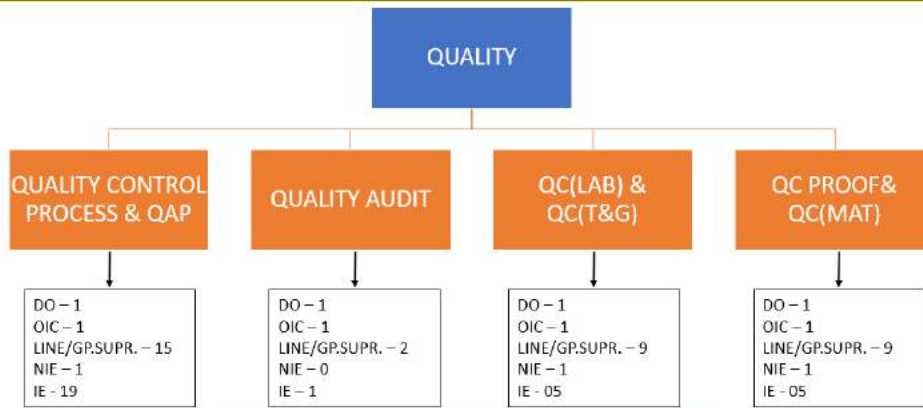 QUALITY
QUALITY CONTROL
PROCESS & QAP
QUALITY AUDIT
QC(LAB) &
QC(T&G)
QC PROOF&
QC(MAT)
DO – 1
OIC – 1
LINE/GP.SUPR. – 15
NIE – 1
IE - 19
DO – 1
OIC – 1
LINE/GP.SUPR. – 2
NIE – 0
IE – 1
DO – 1
OIC – 1
LINE/GP.SUPR. – 9
NIE – 1
IE - 05
DO – 1
OIC – 1
LINE/GP.SUPR. – 9
NIE – 1
IE - 05